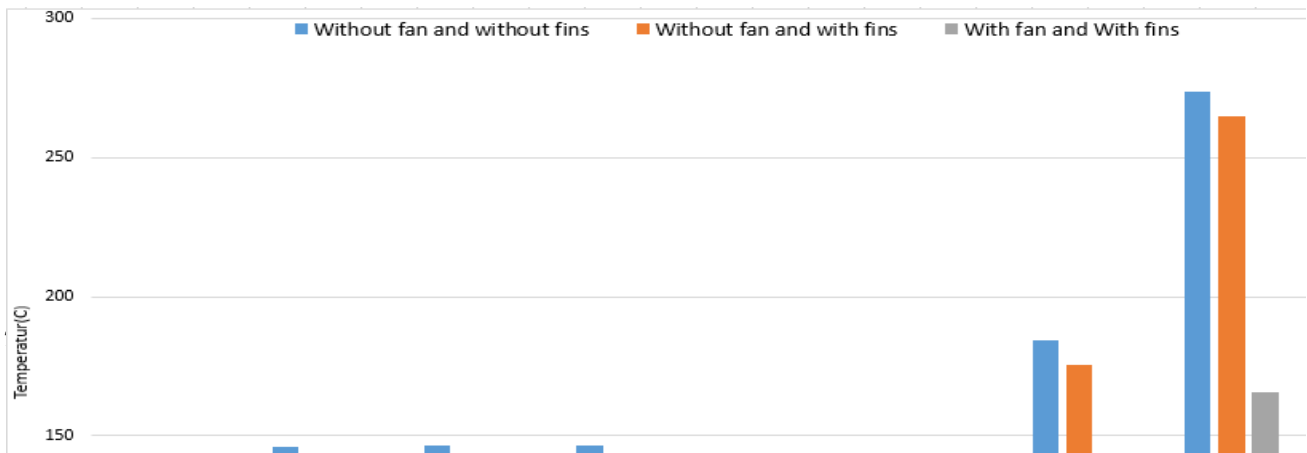 300
Without fan and without fins Without fan and with fins With fan and With fins
250
200
Temperatur(C)
150